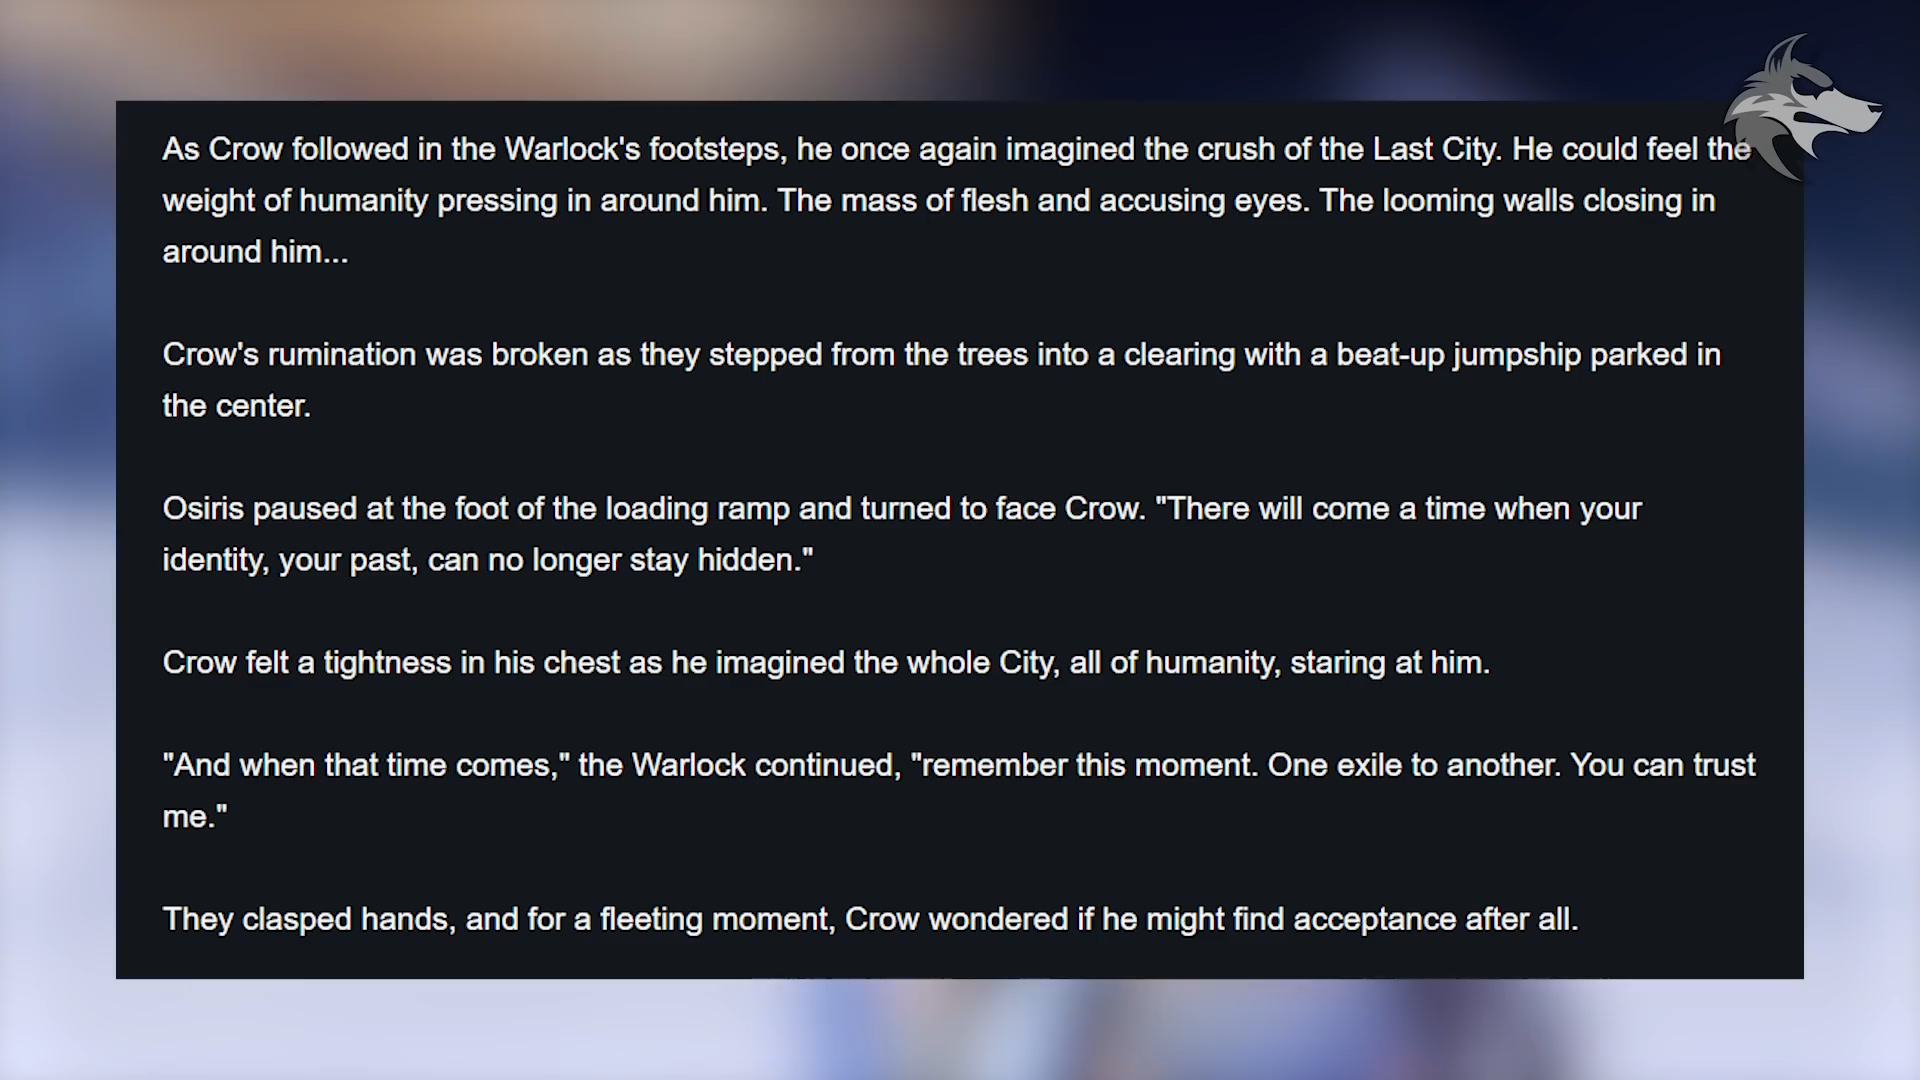 As Crow followed in the Warlock's footsteps, he once again imagined the crush of the Last City. He could feel the
weight of humanity pressing in around him. The mass of flesh and accusing eyes. The looming walls closing in
around him...
Crow's rumination was broken as they stepped from the trees into a clearing with a beat-up jumpship parked in
the center.
Osiris paused at the foot of the loading ramp and turned to face Crow. "There will come a time when your
identity, your past, can no longer stay hidden."
Crow felt a tightness in his chest as he imagined the whole City, all of humanity, staring at him.
"And when that time comes," the Warlock continued, "remember this moment. One exile to another. You can trust
me."
They clasped hands, and for a fleeting moment, Crow wondered if he might find acceptance after all.